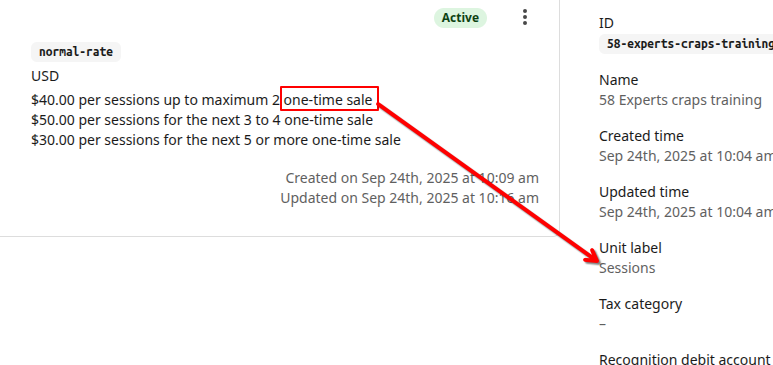 Active
normal-rate
USD
$40.00 per sessions up to maximum 2 one-time sale
$50.00 per sessions for the next 3 to 4 one-time sale
$30.00 per sessions for the next 5 or more one-time sale
Created on Sep 24th, 2025 at 10:09 am
Updated on Sep 24th, 2025 at 10:16 am
ID
58-experts-craps-training
Name
58 Experts craps training
Created time
Sep 24th, 2025 at 10:04 am
Updated time
Sep 24th, 2025 at 10:04 am
Unit label
Sessions
Tax category
–
Recognition debit account